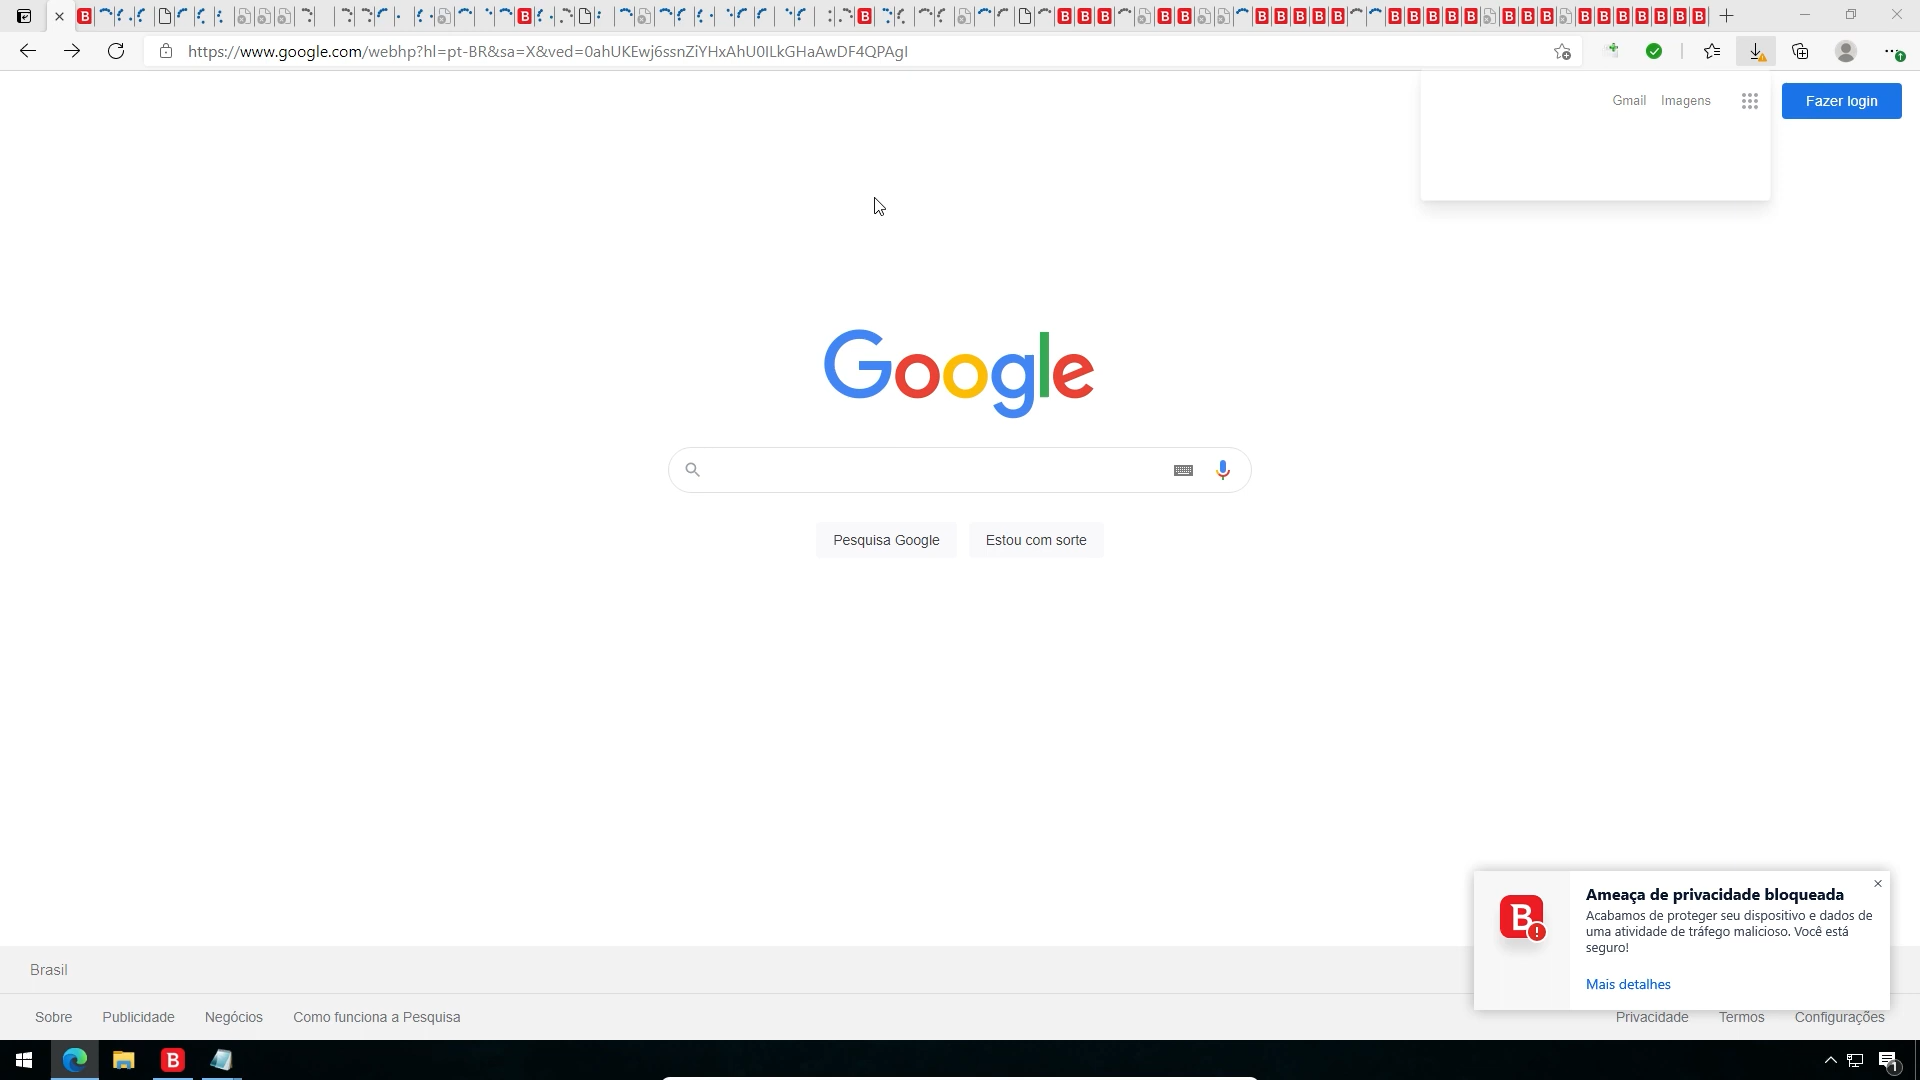 https://www.google.com/webhp?hl=pt-BR&sa=X&ved=0ahUKEwj6ssnZiYHxAhU0ILkGHaAwDF4QPAgI
Gmail Imagens Fazer login
Google
Pesquisa Google Estou com sorte
Ameaça de privacidade bloqueada
Acabamos de proteger seu dispositivo e dados de
uma atividade de tráfego malicioso. Você está
seguro!
Mais detalhes
Brasil
Sobre Publicidade Negócios Como funciona a Pesquisa Privacidade Termos Configurações